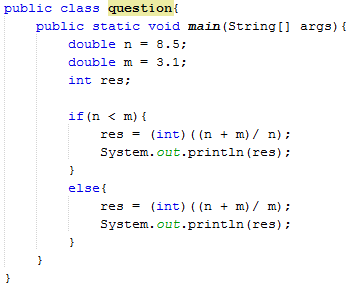 public class question{
    public static void main(String[] args){
        double n = 8.5;
        double m = 3.1;
        int res;

        if(n < m){
            res = (int)((n + m)/ n);
            System.out.println(res);
        }
        else{
            res = (int)((n + m)/ m);
            System.out.println(res);
        }
    }
}